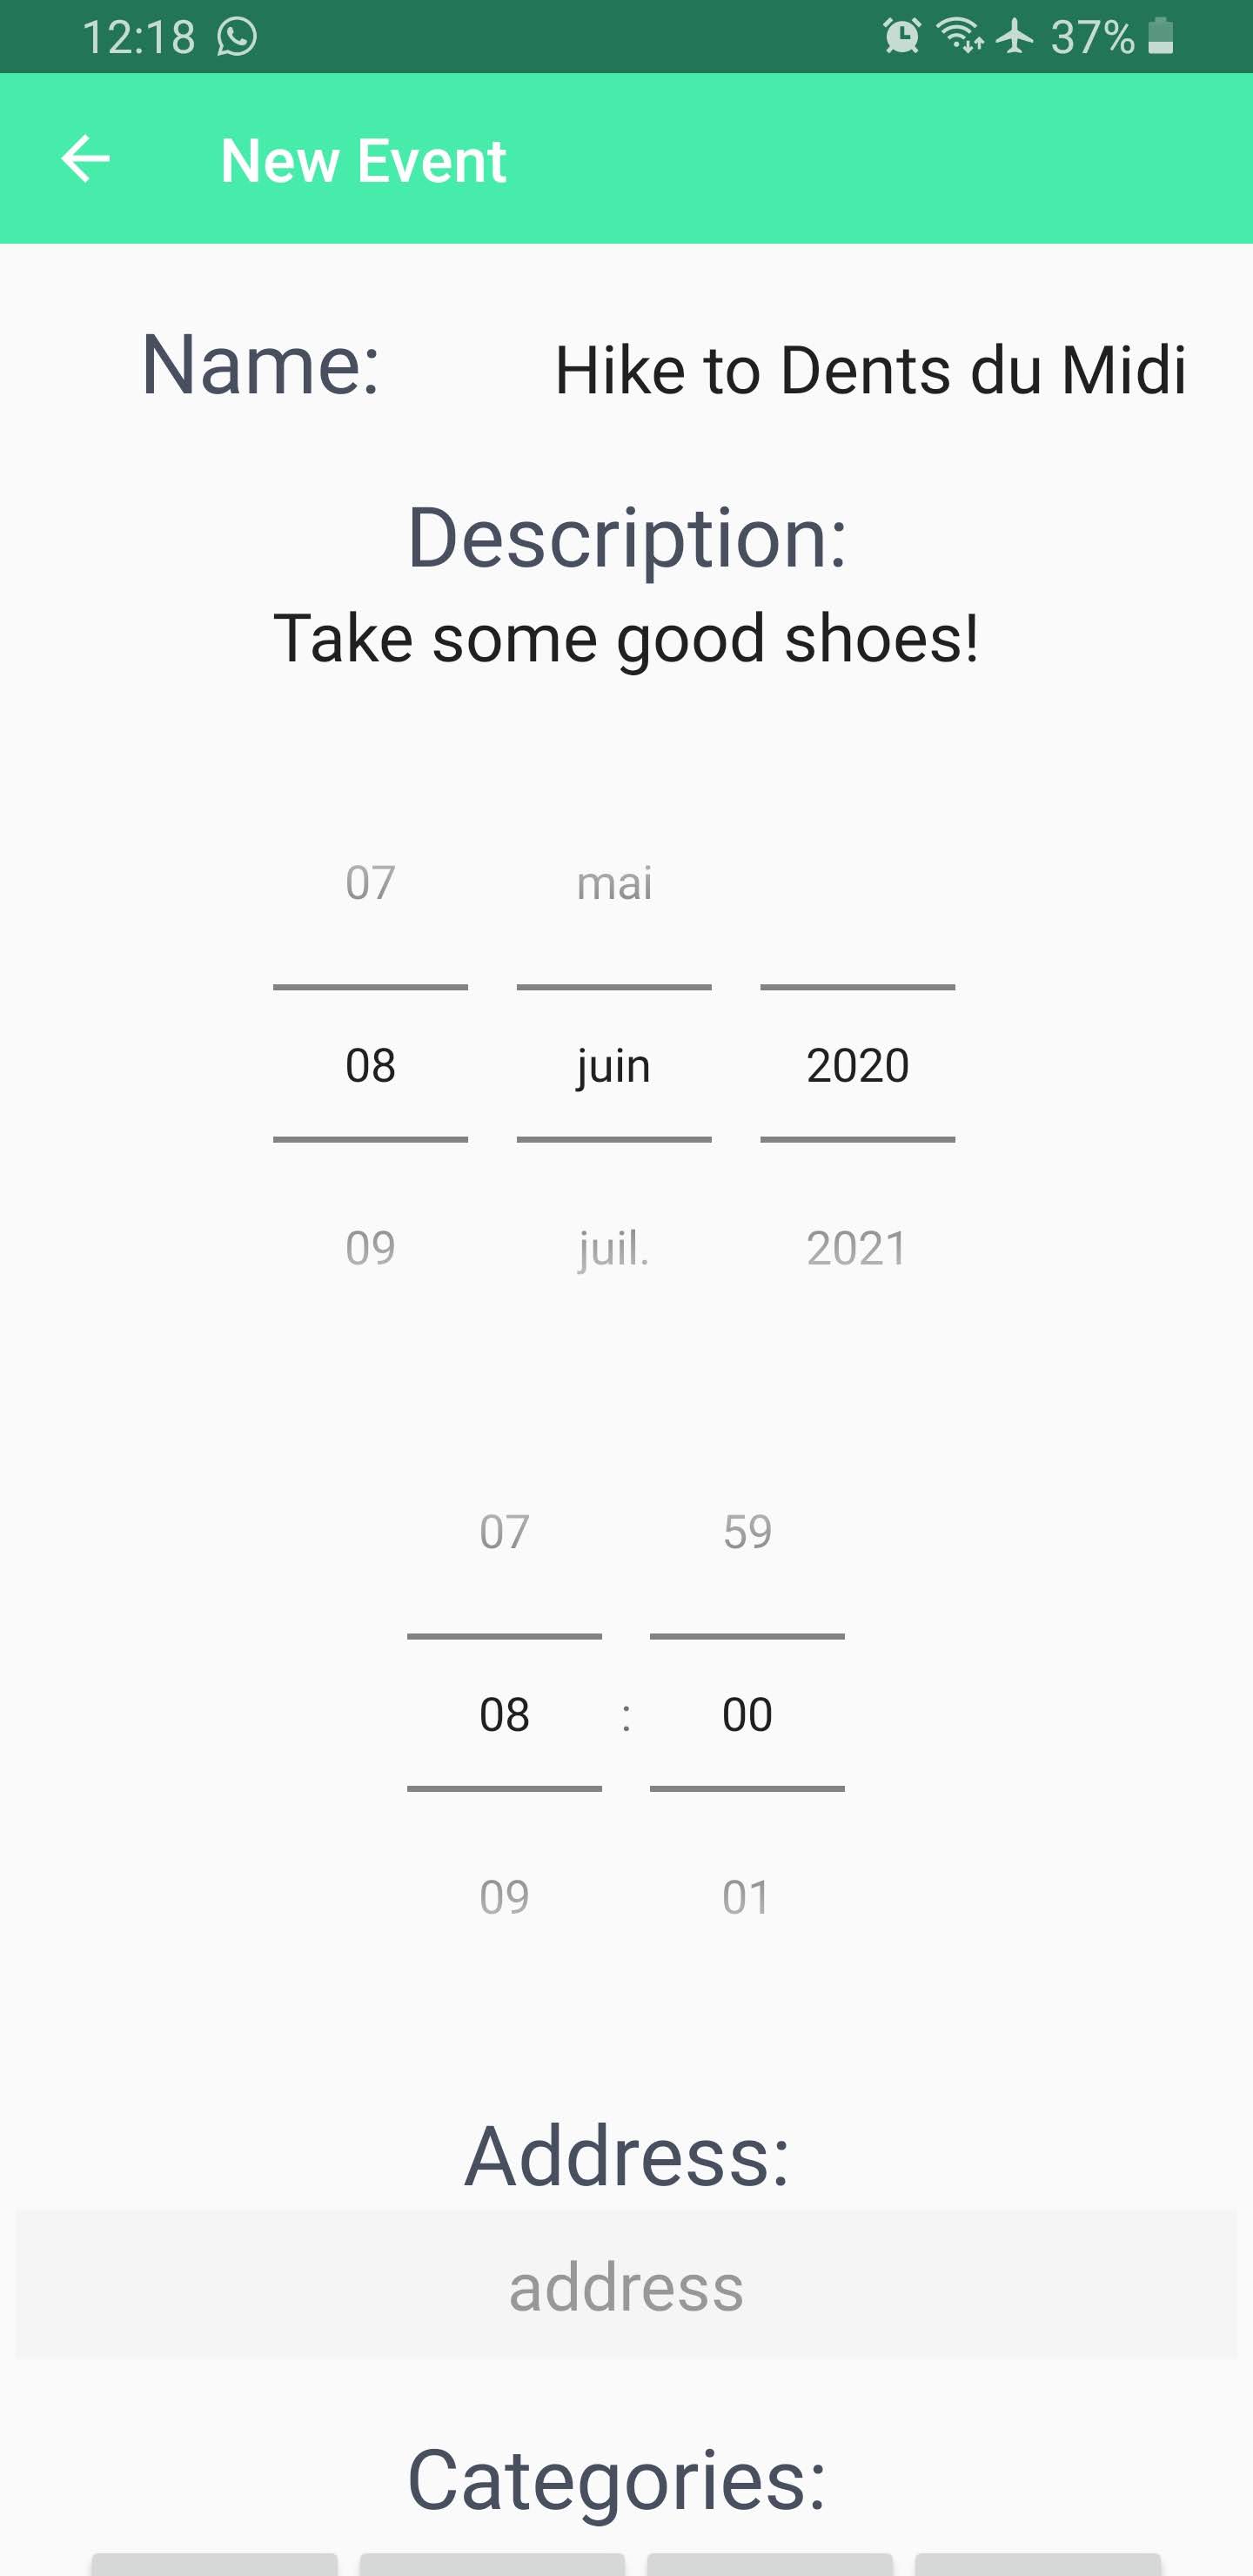 12:18 37%
New Event
Name: Hike to Dents du Midi
Description:
Take some good shoes!
07 mai
08 juin 2020
09 juil. 2021
07 59
08 : 00
09 01
Address:
address
Categories: